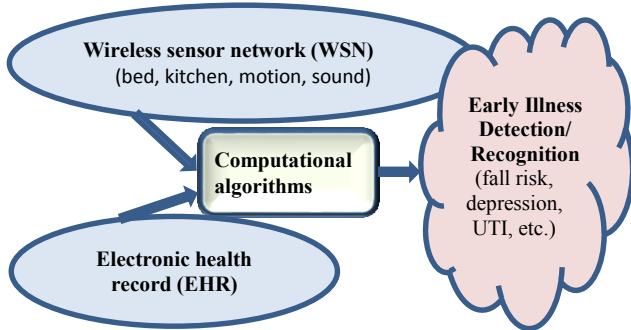 Wireless sensor network (WSN)
(bed, kitchen, motion, sound)
Early Illness
Detection/
Recognition
(fall risk,
depression,
UTI, etc.)
Computational
algorithms
Electronic health
record (EHR)